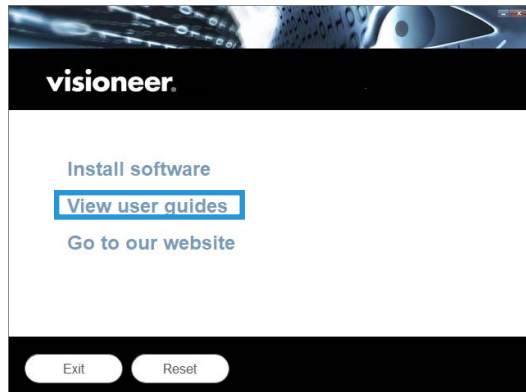 visioneer.
Install software
View user guides
Go to our website
Exit
Reset